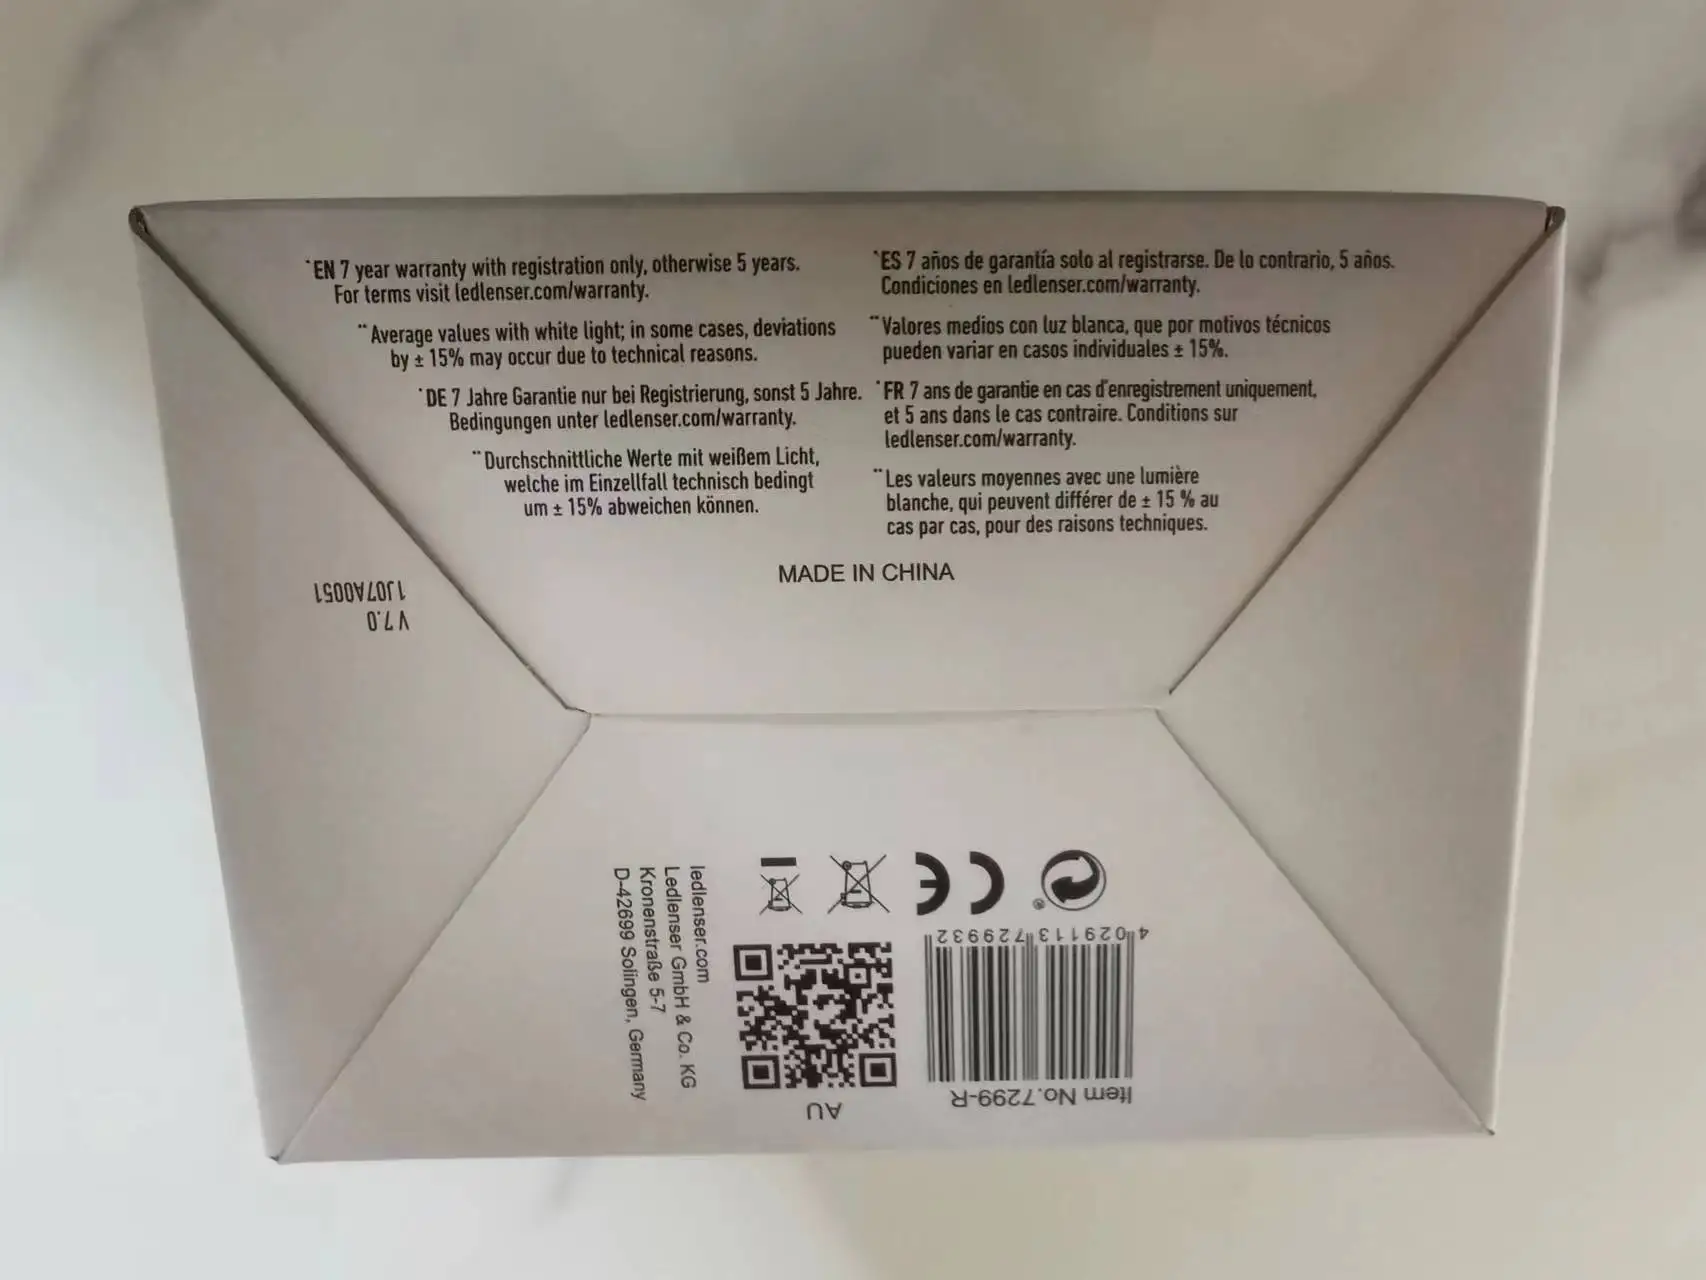 *EN 7 year warranty with registration only, otherwise 5 years.
For terms visit ledlenser.com/warranty.
**Average values with white light; in some cases, deviations
by ± 15% may occur due to technical reasons.
*DE 7 Jahre Garantie nur bei Registrierung, sonst 5 Jahre.
Bedingungen unter ledlenser.com/warranty.
**Durchschnittliche Werte mit weißem Licht,
welche im Einzellfall technisch bedingt
um ± 15% abweichen können.
*ES 7 años de garantía solo al registrarse. De lo contrario, 5 años.
Condiciones en ledlenser.com/warranty.
**Valores medios con luz blanca, que por motivos técnicos
pueden variar en casos individuales ± 15%.
*FR 7 ans de garantie en cas d'enregistrement uniquement,
et 5 ans dans le cas contraire. Conditions sur
ledlenser.com/warranty.
**Les valeurs moyennes avec une lumière
blanche, qui peuvent différer de ± 15 % au
cas par cas, pour des raisons techniques.
MADE IN CHINA
V 7.0
1J07A0051
ledlenser.com
Ledlenser GmbH & Co. KG
Kronenstraße 5-7
D-42699 Solingen, Germany
AU
Item No.7299-R
4 029113 729932
CE